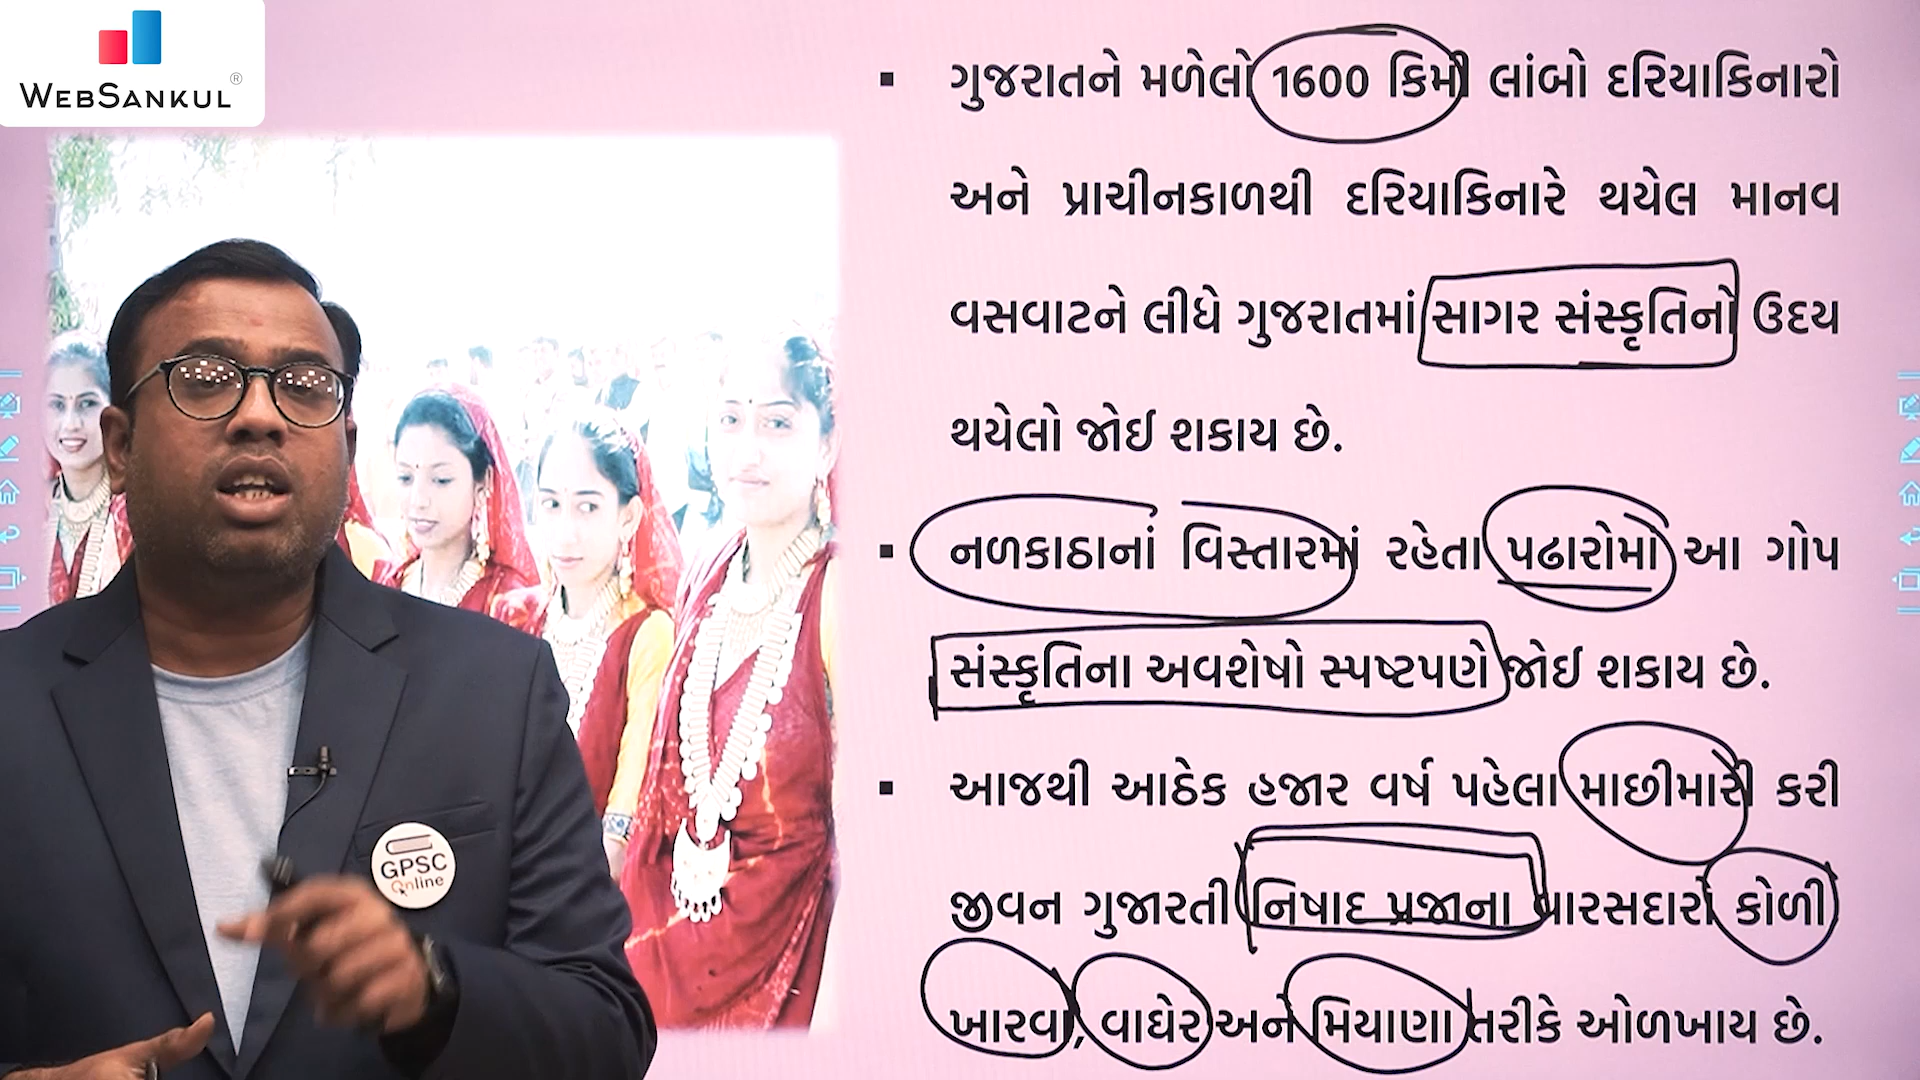 WEBSANKUL®
ગુજરાતને મળેલો 1600 કિમી લાંબો દરિયાકિનારો
અને પ્રાચીનકાળથી દરિયાકિનારે થયેલ માનવ
વસવાટને લીધે ગુજરાતમાં સાગર સંસ્કૃતિનો ઉદય
થયેલો જોઈ શકાય છે.
નળકાઠાનાં વિસ્તારમાં રહેતા પઢારોમાં આ ગોપ
સંસ્કૃતિના અવશેષો સ્પષ્ટપણે જોઈ શકાય છે.
આજથી આઠેક હજાર વર્ષ પહેલા માછીમારી કરી
જીવન ગુજારતી નિષાદ પ્રજાના વારસદારો કોળી
ખારવા, વાઘેર અને મિયાણા તરીકે ઓળખાય છે.
GPSC
Online